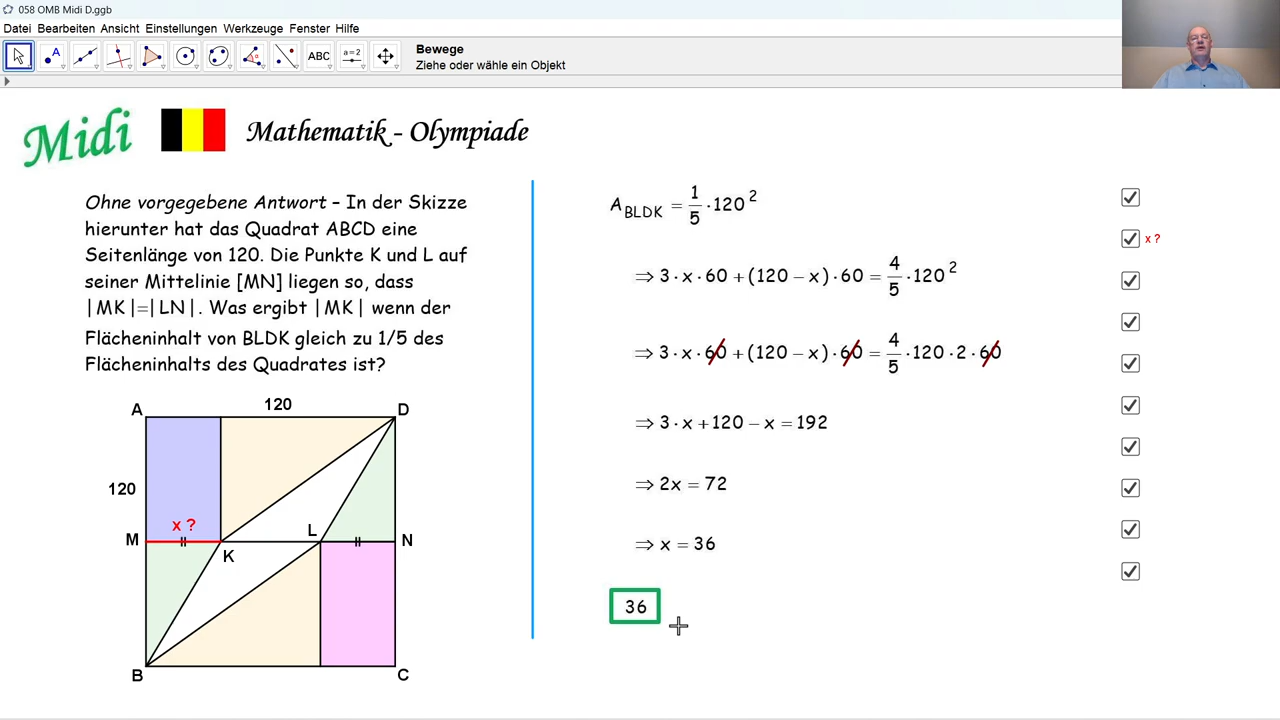 058 OMB Midi D.ggb
Datei Bearbeiten Ansicht Einstellungen Werkzeuge Fenster Hilfe
A ABC a=2 Bewege
Ziehe oder wähle ein Objekt
Midi Mathematik - Olympiade
Ohne vorgegebene Antwort – In der Skizze
hierunter hat das Quadrat ABCD eine
Seitenlänge von 120. Die Punkte K und L auf
seiner Mittelinie [MN] liegen so, dass
|MK|=|LN|. Was ergibt |MK| wenn der
Flächeninhalt von BLDK gleich zu 1/5 des
Flächeninhalts des Quadrates ist?
A 120 D
120
x ?
M K L N
B C
A_BLDK = 1/5 · 120²
x ?
⇒ 3 · x · 60 + (120 – x) · 60 = 4/5 · 120²
⇒ 3 · x · 60 + (120 – x) · 60 = 4/5 · 120 · 2 · 60
⇒ 3 · x + 120 – x = 192
⇒ 2x = 72
⇒ x = 36
36